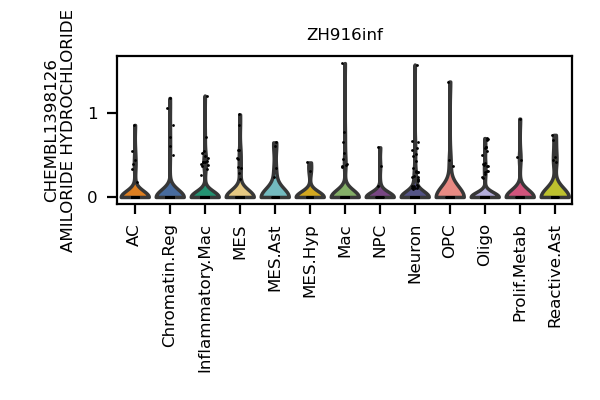 ZH916inf
CHEMBL1398126
AMILORIDE HYDROCHLORIDE
1
0
AC
Chromatin.Reg
Inflammatory.Mac
MES
MES.Ast
MES.Hyp
Mac
NPC
Neuron
OPC
Oligo
Prolif.Metab
Reactive.Ast